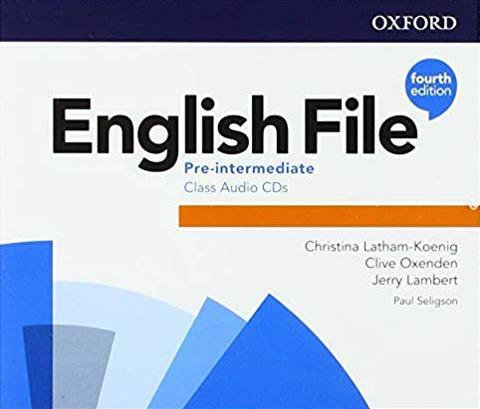 OXFORD
fourth
edition
English File
Pre-intermediate
Class Audio CDs
Christina Latham-Koenig
Clive Oxenden
Jerry Lambert
Paul Seligson